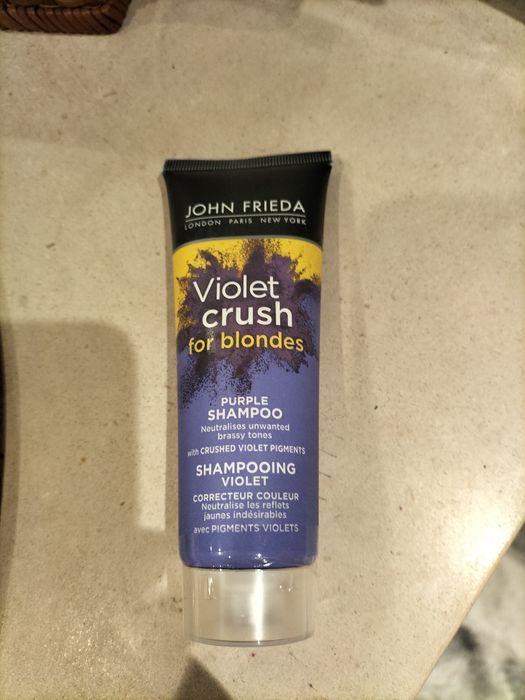 JOHN FRIEDA
LONDON PARIS NEW YORK
Violet
crush
for blondes
PURPLE
SHAMPOO
Neutralises unwanted
brassy tones
with CRUSHED VIOLET PIGMENTS
SHAMPOOING
VIOLET
CORRECTEUR COULEUR
Neutralise les reflets
jaunes indésirables
avec PIGMENTS VIOLETS